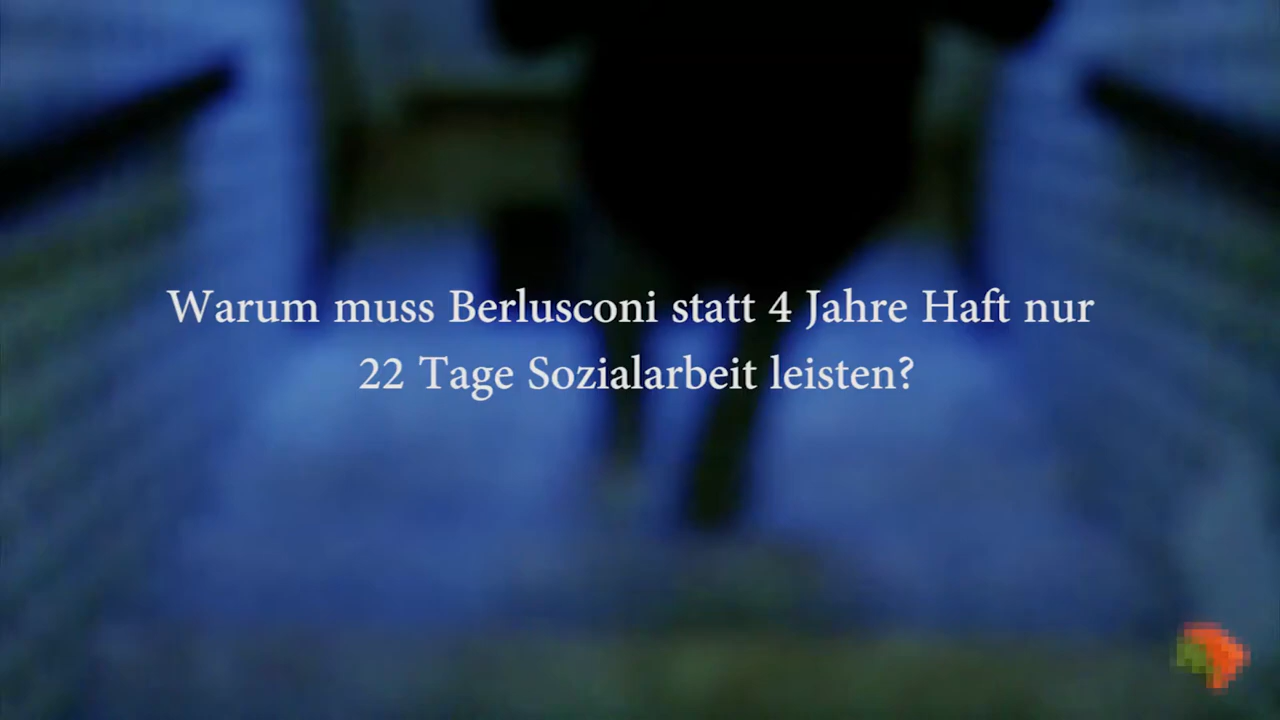 Warum muss Berlusconi statt 4 Jahre Haft nur
22 Tage Sozialarbeit leisten?